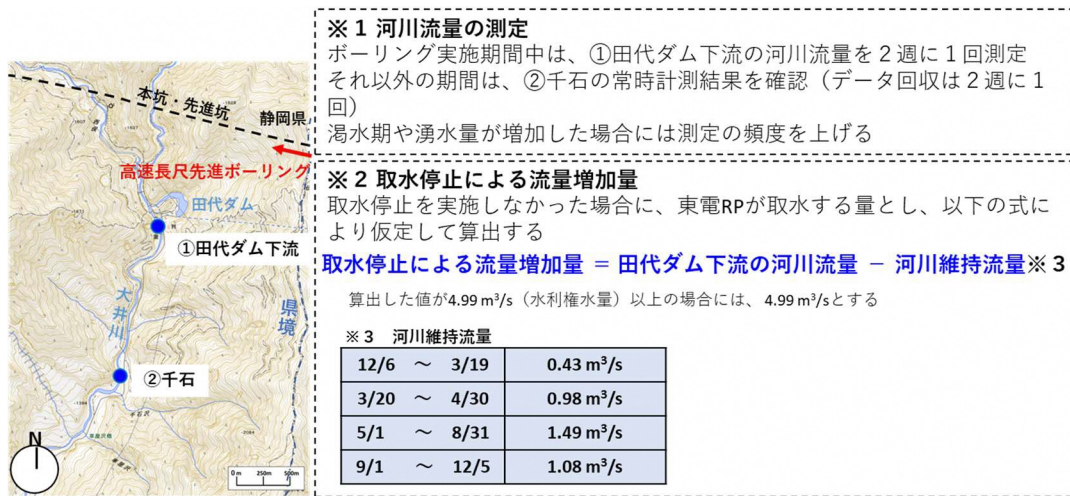 本坑・先進坑
静岡県
高速長尺先進ボーリング
田代ダム
①田代ダム下流
大井川
県境
②千石
千石沢
N
0m 250m 500m
※1 河川流量の測定
ボーリング実施期間中は、①田代ダム下流の河川流量を2週に1回測定
それ以外の期間は、②千石の常時計測結果を確認（データ回収は2週に1
回）
渇水期や湧水量が増加した場合には測定の頻度を上げる
※2 取水停止による流量増加量
取水停止を実施しなかった場合に、東電RPが取水する量とし、以下の式に
より仮定して算出する
取水停止による流量増加量 ＝ 田代ダム下流の河川流量 － 河川維持流量※3
算出した値が4.99 m³/s（水利権水量）以上の場合には、4.99 m³/sとする
※3 河川維持流量
12/6 ～ 3/19 0.43 m³/s
3/20 ～ 4/30 0.98 m³/s
5/1 ～ 8/31 1.49 m³/s
9/1 ～ 12/5 1.08 m³/s